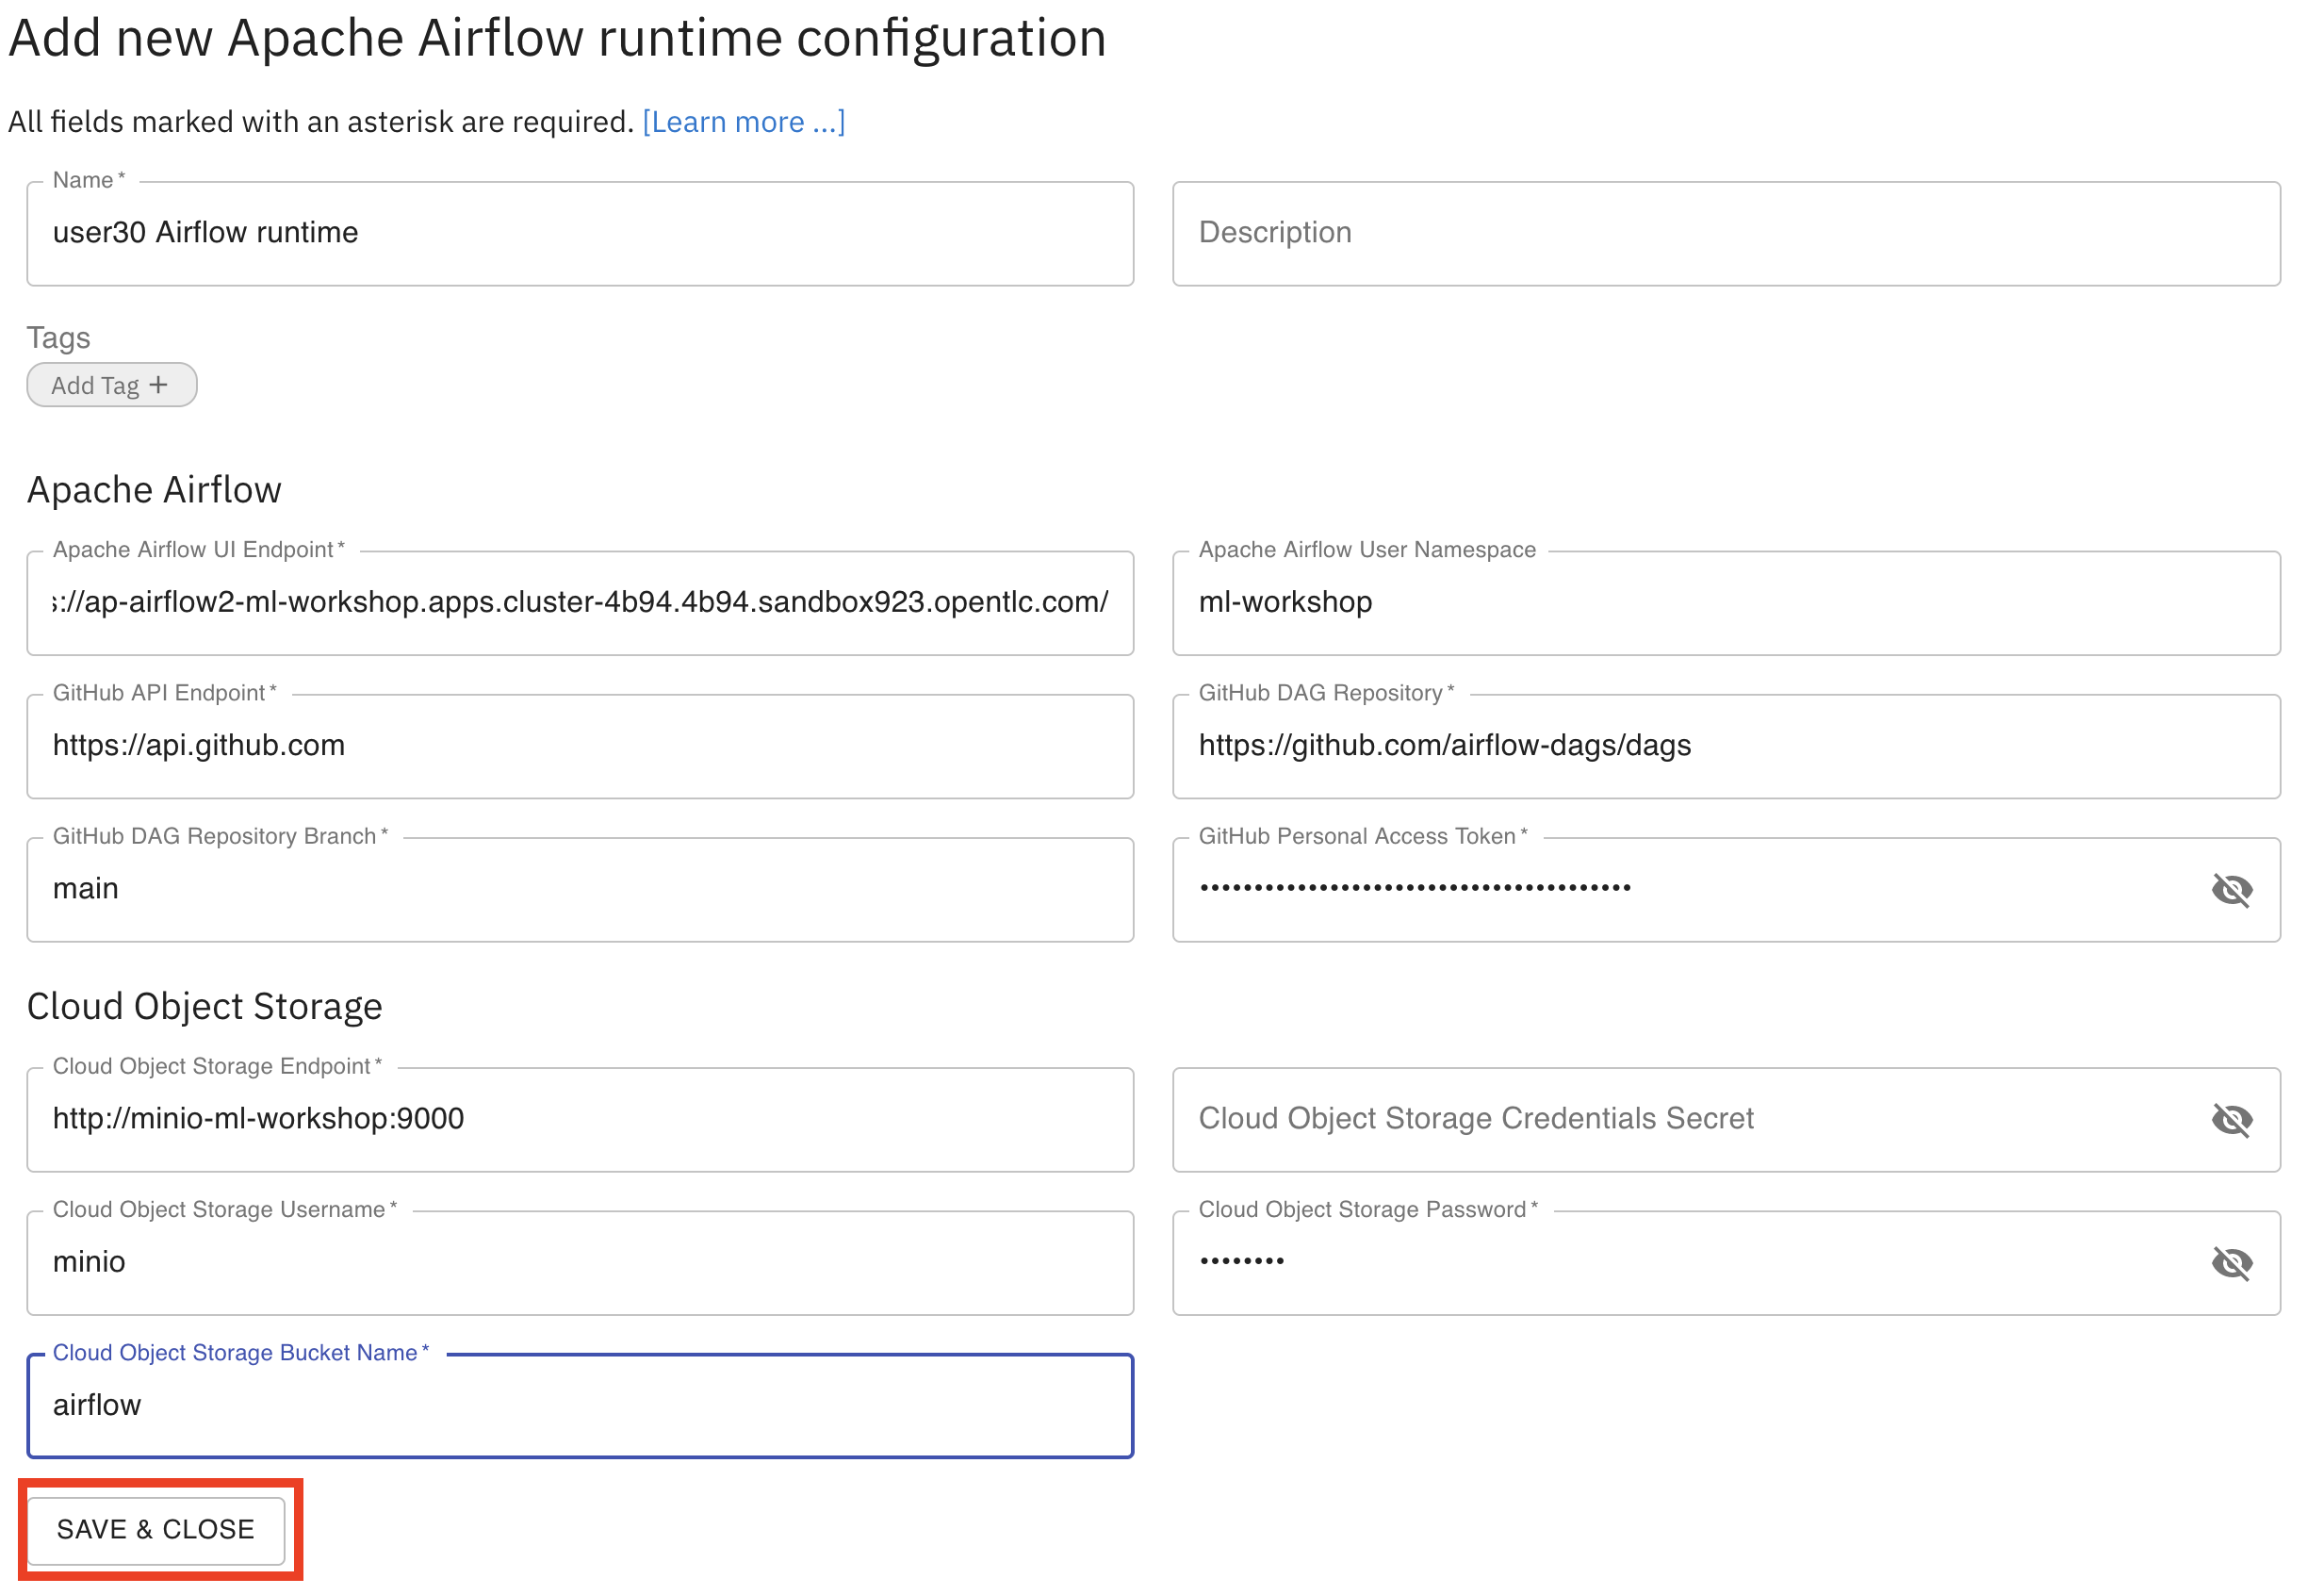 Add new Apache Airflow runtime configuration
All fields marked with an asterisk are required. [Learn more ...]
Name *
user30 Airflow runtime
Description
Tags
Add Tag +
Apache Airflow
Apache Airflow UI Endpoint *
s://ap-airflow2-ml-workshop.apps.cluster-4b94.4b94.sandbox923.opentlc.com/
Apache Airflow User Namespace
ml-workshop
GitHub API Endpoint *
https://api.github.com
GitHub DAG Repository *
https://github.com/airflow-dags/dags
GitHub DAG Repository Branch *
main
GitHub Personal Access Token *
••••••••••••••••••••••••••••••••••••••••
Cloud Object Storage
Cloud Object Storage Endpoint *
http://minio-ml-workshop:9000
Cloud Object Storage Credentials Secret
Cloud Object Storage Username *
minio
Cloud Object Storage Password *
••••••••
Cloud Object Storage Bucket Name *
airflow
SAVE & CLOSE